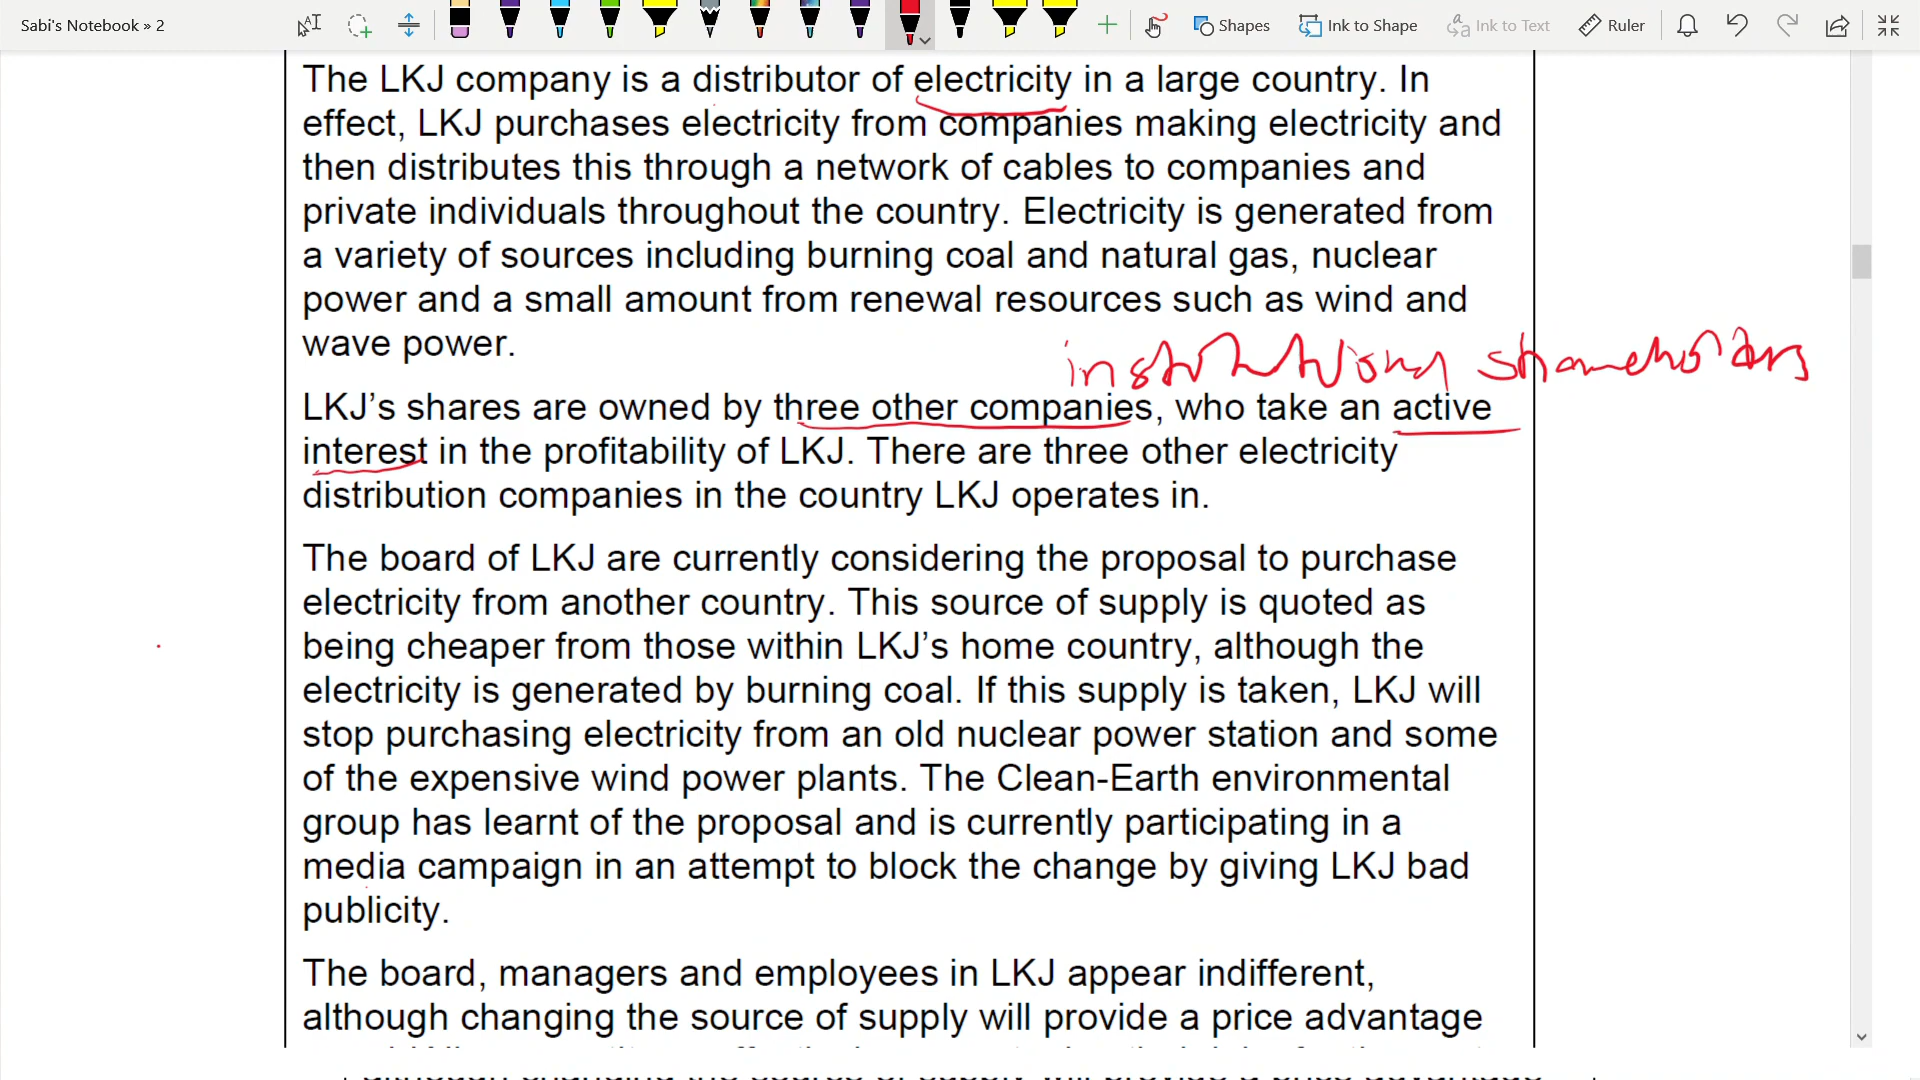 Sabi's Notebook » 2
Shapes
Ink to Shape
Ink to Text
Ruler
The LKJ company is a distributor of electricity in a large country. In
effect, LKJ purchases electricity from companies making electricity and
then distributes this through a network of cables to companies and
private individuals throughout the country. Electricity is generated from
a variety of sources including burning coal and natural gas, nuclear
power and a small amount from renewal resources such as wind and
wave power.
institutional shareholders
LKJ’s shares are owned by three other companies, who take an active
interest in the profitability of LKJ. There are three other electricity
distribution companies in the country LKJ operates in.
The board of LKJ are currently considering the proposal to purchase
electricity from another country. This source of supply is quoted as
being cheaper from those within LKJ’s home country, although the
electricity is generated by burning coal. If this supply is taken, LKJ will
stop purchasing electricity from an old nuclear power station and some
of the expensive wind power plants. The Clean-Earth environmental
group has learnt of the proposal and is currently participating in a
media campaign in an attempt to block the change by giving LKJ bad
publicity.
The board, managers and employees in LKJ appear indifferent,
although changing the source of supply will provide a price advantage